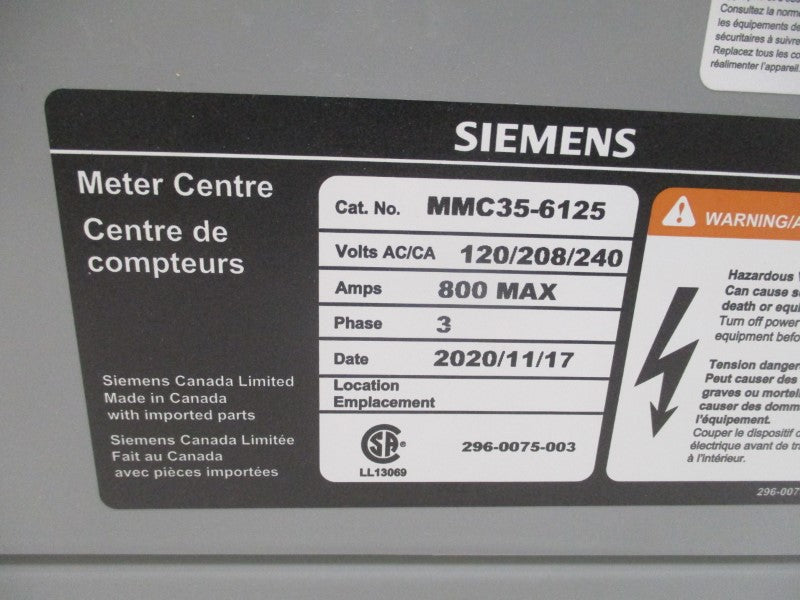 Consultez la norme
les équipements de
sécuritaires à suivre
Replacez tous les co
réalimenter l'appareil.
SIEMENS
Meter Centre
Centre de
compteurs
Siemens Canada Limited
Made in Canada
with imported parts
Siemens Canada Limitée
Fait au Canada
avec pièces importées
Cat. No. MMC35-6125
Volts AC/CA 120/208/240
Amps 800 MAX
Phase 3
Date 2020/11/17
Location
Emplacement
SA ®
LL13069
296-0075-003
WARNING/A
Hazardous V
Can cause se
death or equi
Turn off power
equipment befo
Tension danger
Peut causer des
graves ou mortel
causer des domm
l'équipement.
Couper le dispositif d
électrique avant de tra
à l'intérieur.
296-007